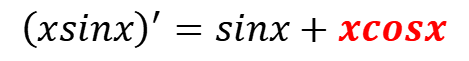 (xsinx)′ = sinx + xcosx